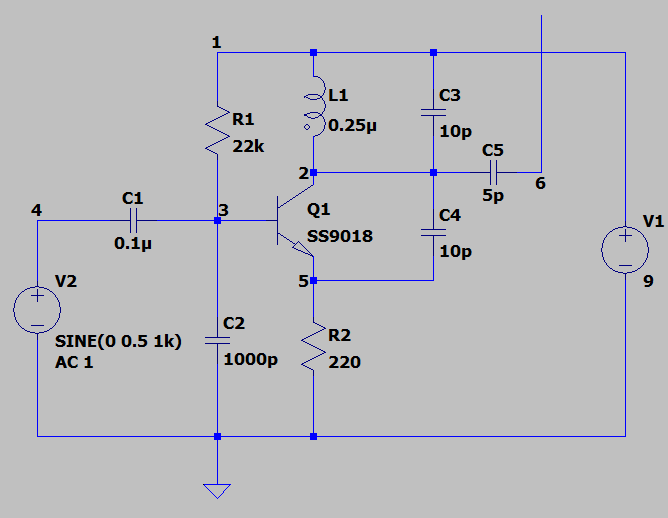 1
L1
0.25µ
C3
10p
R1
22k
C5
5p
2
6
C1
0.1µ
4
3
Q1
SS9018
C4
10p
V1
9
V2
SINE(0 0.5 1k)
AC 1
5
C2
1000p
R2
220